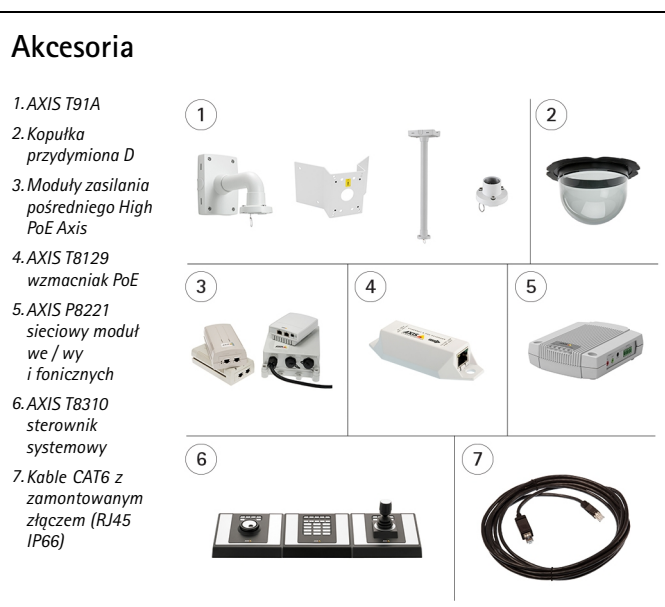 Akcesoria
1. AXIS T91A
2. Kopułka
przydymiona D
3. Moduły zasilania
pośredniego High
PoE Axis
4. AXIS T8129
wzmacniak PoE
5. AXIS P8221
sieciowy moduł
we / wy
i fonicznych
6. AXIS T8310
sterownik
systemowy
7. Kable CAT6 z
zamontowanym
złączem (RJ45
IP66)
1
2
3
4
AXIS
5
6
7